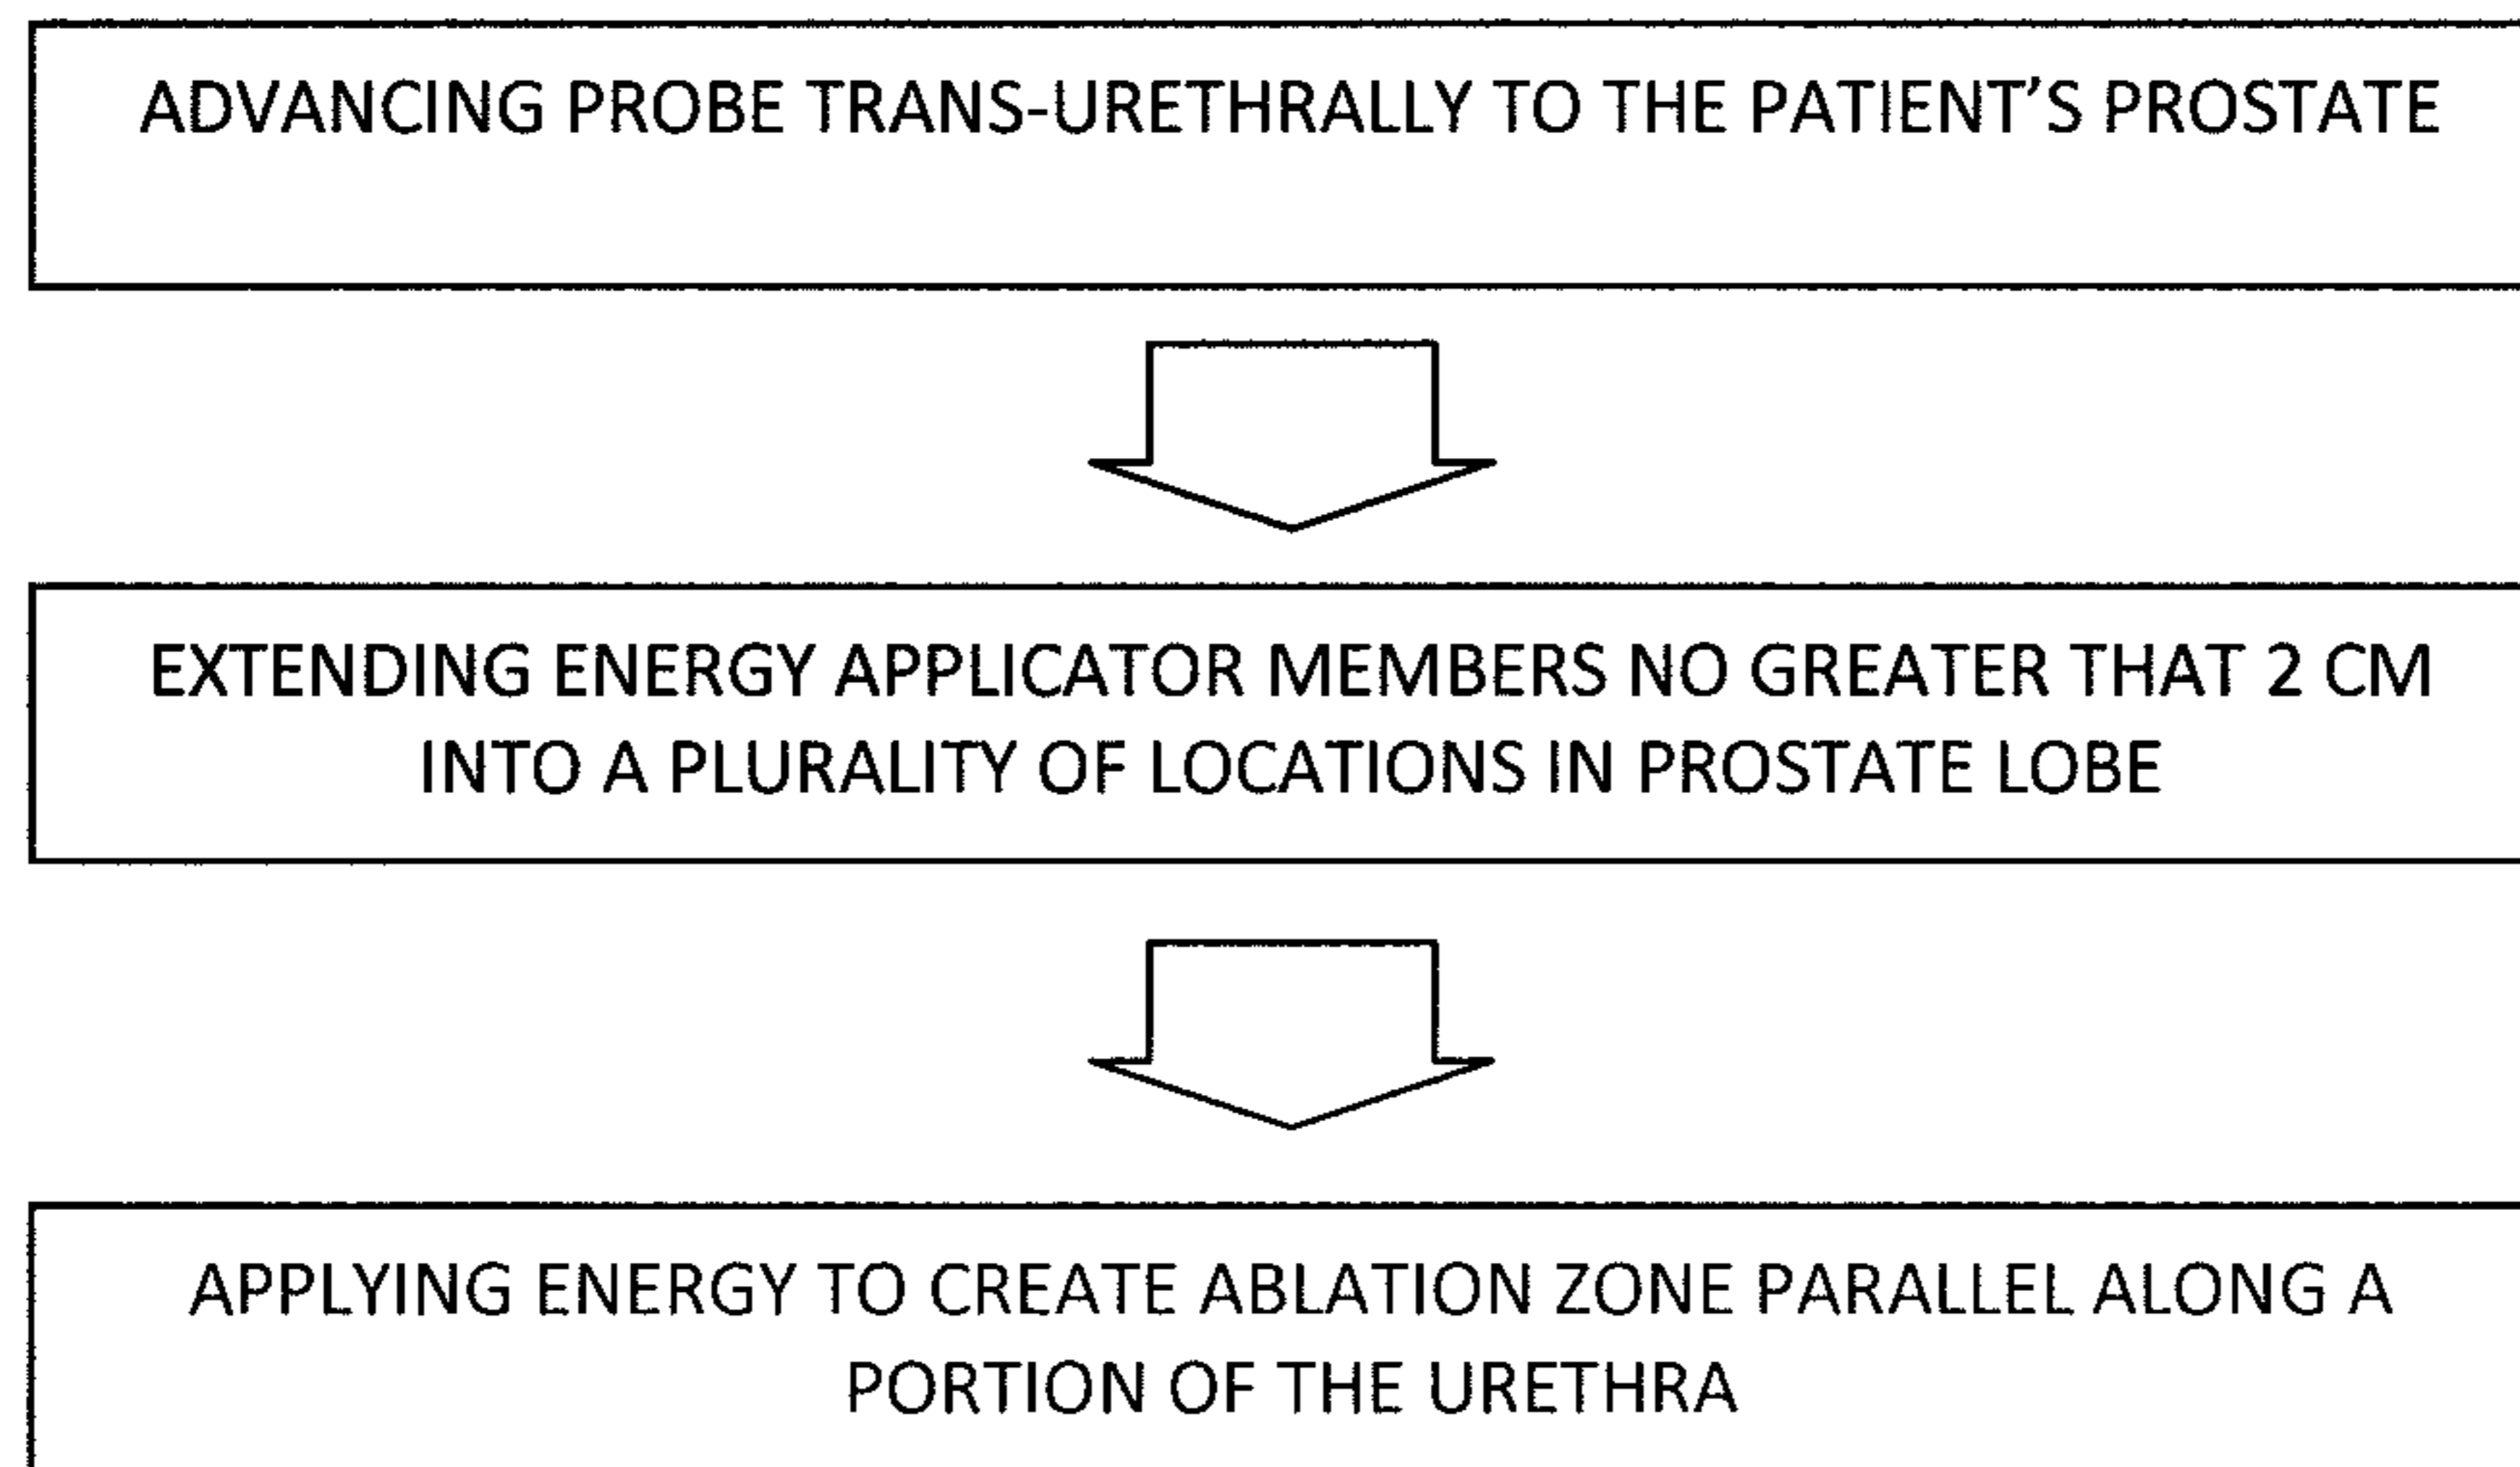 ADVANCING PROBE TRANS-URETHRALLY TO THE PATIENT’S PROSTATE
EXTENDING ENERGY APPLICATOR MEMBERS NO GREATER THAT 2 CM
INTO A PLURALITY OF LOCATIONS IN PROSTATE LOBE
APPLYING ENERGY TO CREATE ABLATION ZONE PARALLEL ALONG A
PORTION OF THE URETHRA